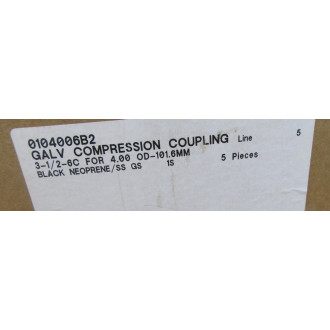 0104006B2
GALV COMPRESSION COUPLING Line 5
3-1/2-6C FOR 4.00 OD-101.6MM 5 Pieces
BLACK NEOPRENE/SS GS 1S